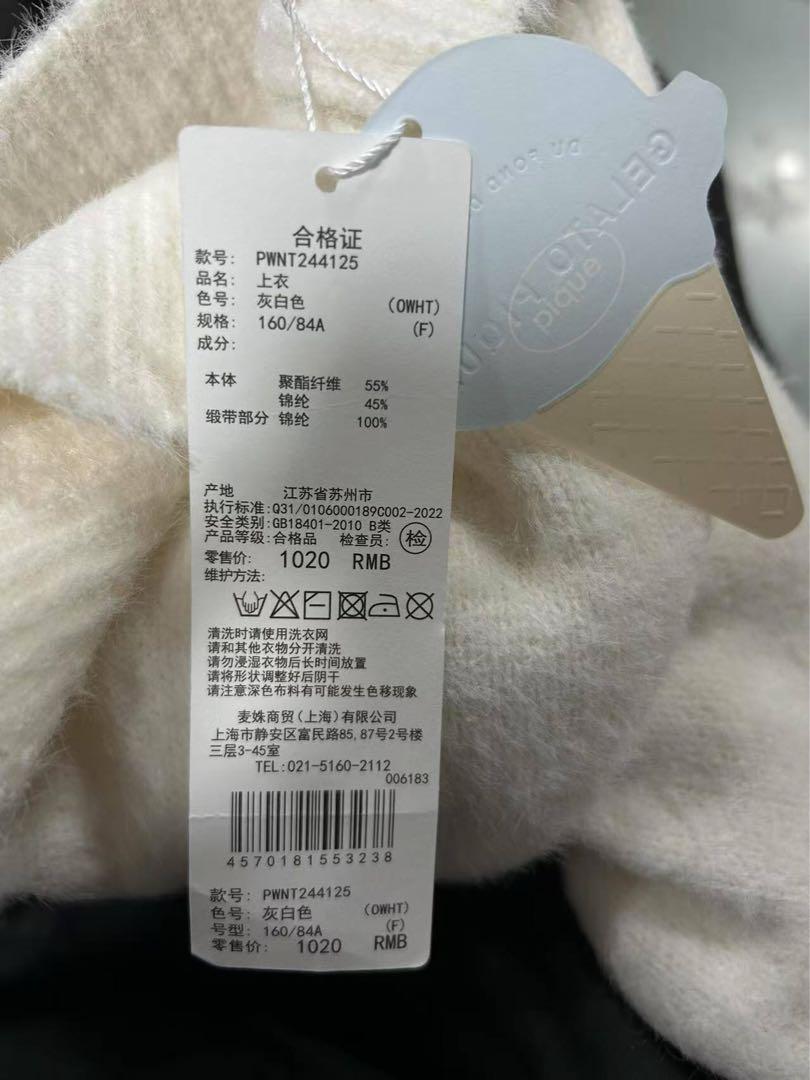 DU FOND D
GELATO PIQU
pique
合格证
款号: PWNT244125
品名: 上衣
色号: 灰白色 (OWHT)
规格: 160/84A (F)
成分:
本体 聚酯纤维 55%
锦纶 45%
缎带部分 锦纶 100%
产地 江苏省苏州市
执行标准:Q31/0106000189C002-2022
安全类别:GB18401-2010 B类
产品等级:合格品 检查员: 检
零售价: 1020 RMB
维护方法:
清洗时请使用洗衣网
请和其他衣物分开清洗
请勿浸湿衣物后长时间放置
请将形状调整好后阴干
请注意深色布料有可能发生色移现象
麦姝商贸(上海)有限公司
上海市静安区富民路85,87号2号楼
三层3-45室
TEL:021-5160-2112
006183
4570181553238
款号: PWNT244125
色号: 灰白色 (OWHT)
号型: 160/84A (F)
零售价: 1020 RMB